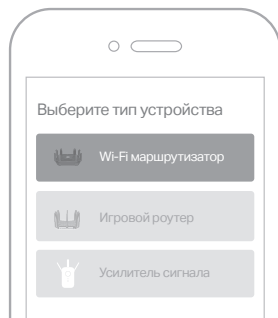 Выберите тип устройства
Wi-Fi маршрутизатор
Игровой роутер
Усилитель сигнала